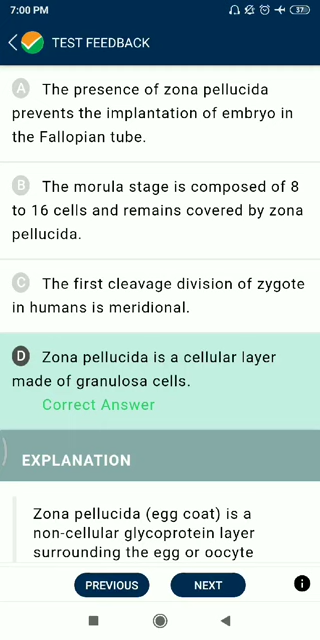 7:00 PM
37
TEST FEEDBACK
A The presence of zona pellucida
prevents the implantation of embryo in
the Fallopian tube.
B The morula stage is composed of 8
to 16 cells and remains covered by zona
pellucida.
C The first cleavage division of zygote
in humans is meridional.
D Zona pellucida is a cellular layer
made of granulosa cells.
Correct Answer
EXPLANATION
Zona pellucida (egg coat) is a
non-cellular glycoprotein layer
surrounding the egg or oocyte
PREVIOUS
NEXT